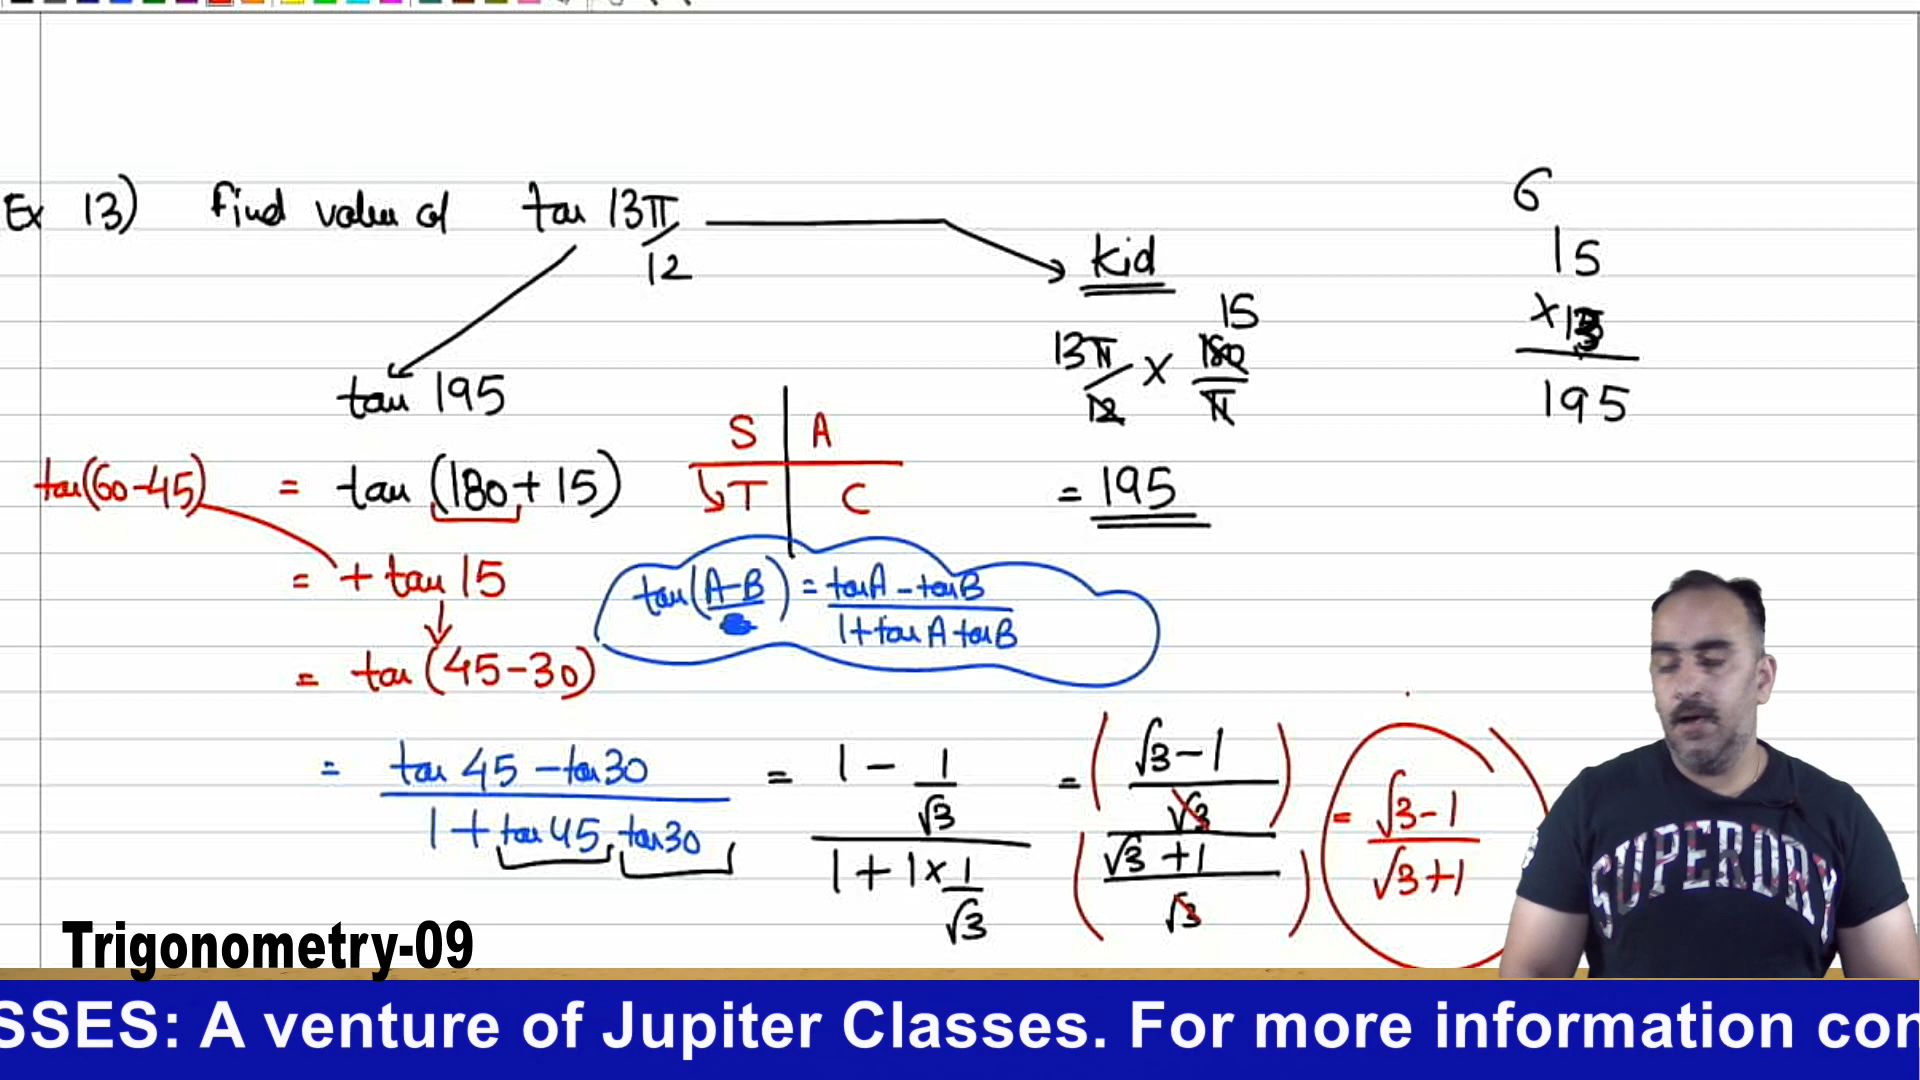 Ex 13) find value of tan 13π/12
kid
6
15
×13
195
13π/12 × 180/π
15
tan 195
S A
T C
tan(60-45) = tan (180+15)
= 195
= + tan 15
tan(A-B) = tanA - tanB / 1+tan A tan B
= tan (45-30)
= tan 45 - tan 30 / 1 + tan 45 tan 30 = 1 - 1/√3 / 1 + 1×1/√3 = (√3-1/√3) / (√3+1/√3) = √3-1 / √3+1
SUPERDRY
Trigonometry-09
SSES: A venture of Jupiter Classes. For more information con